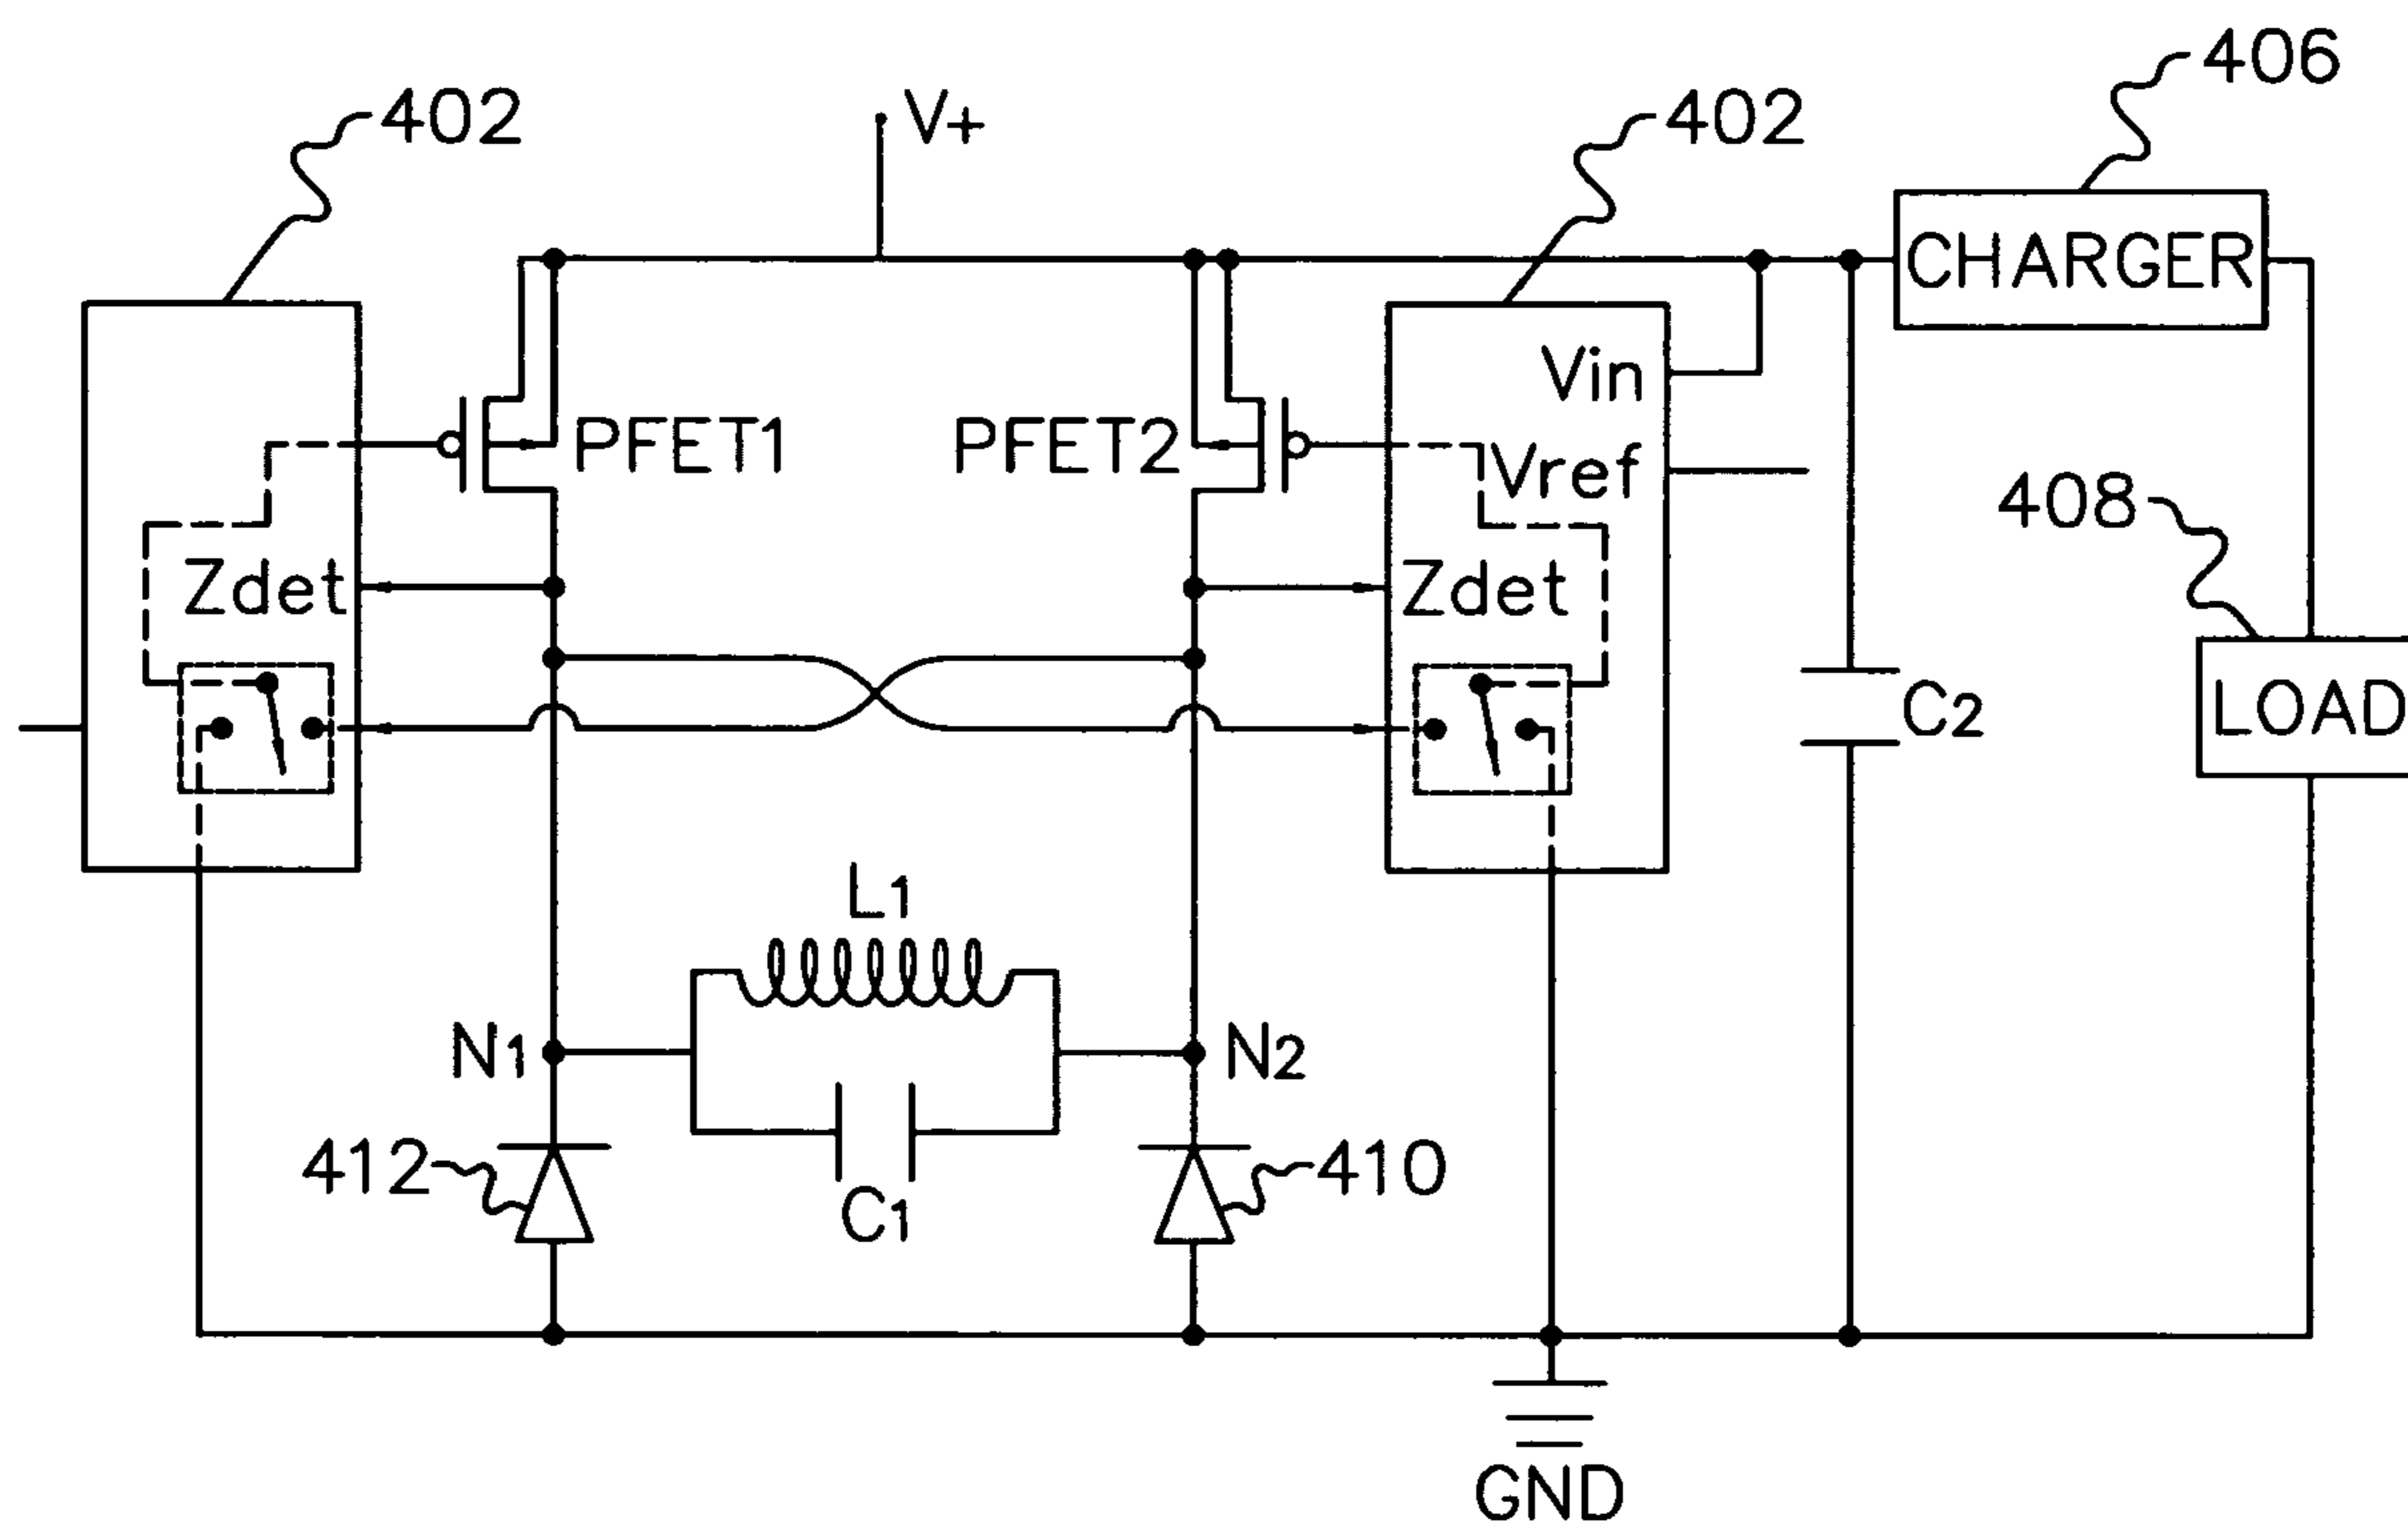 406
402
V+
402
CHARGER
Vin
PFET1
PFET2
Vref
408
Zdet
Zdet
C2
LOAD
L1
N1
N2
412
C1
410
GND